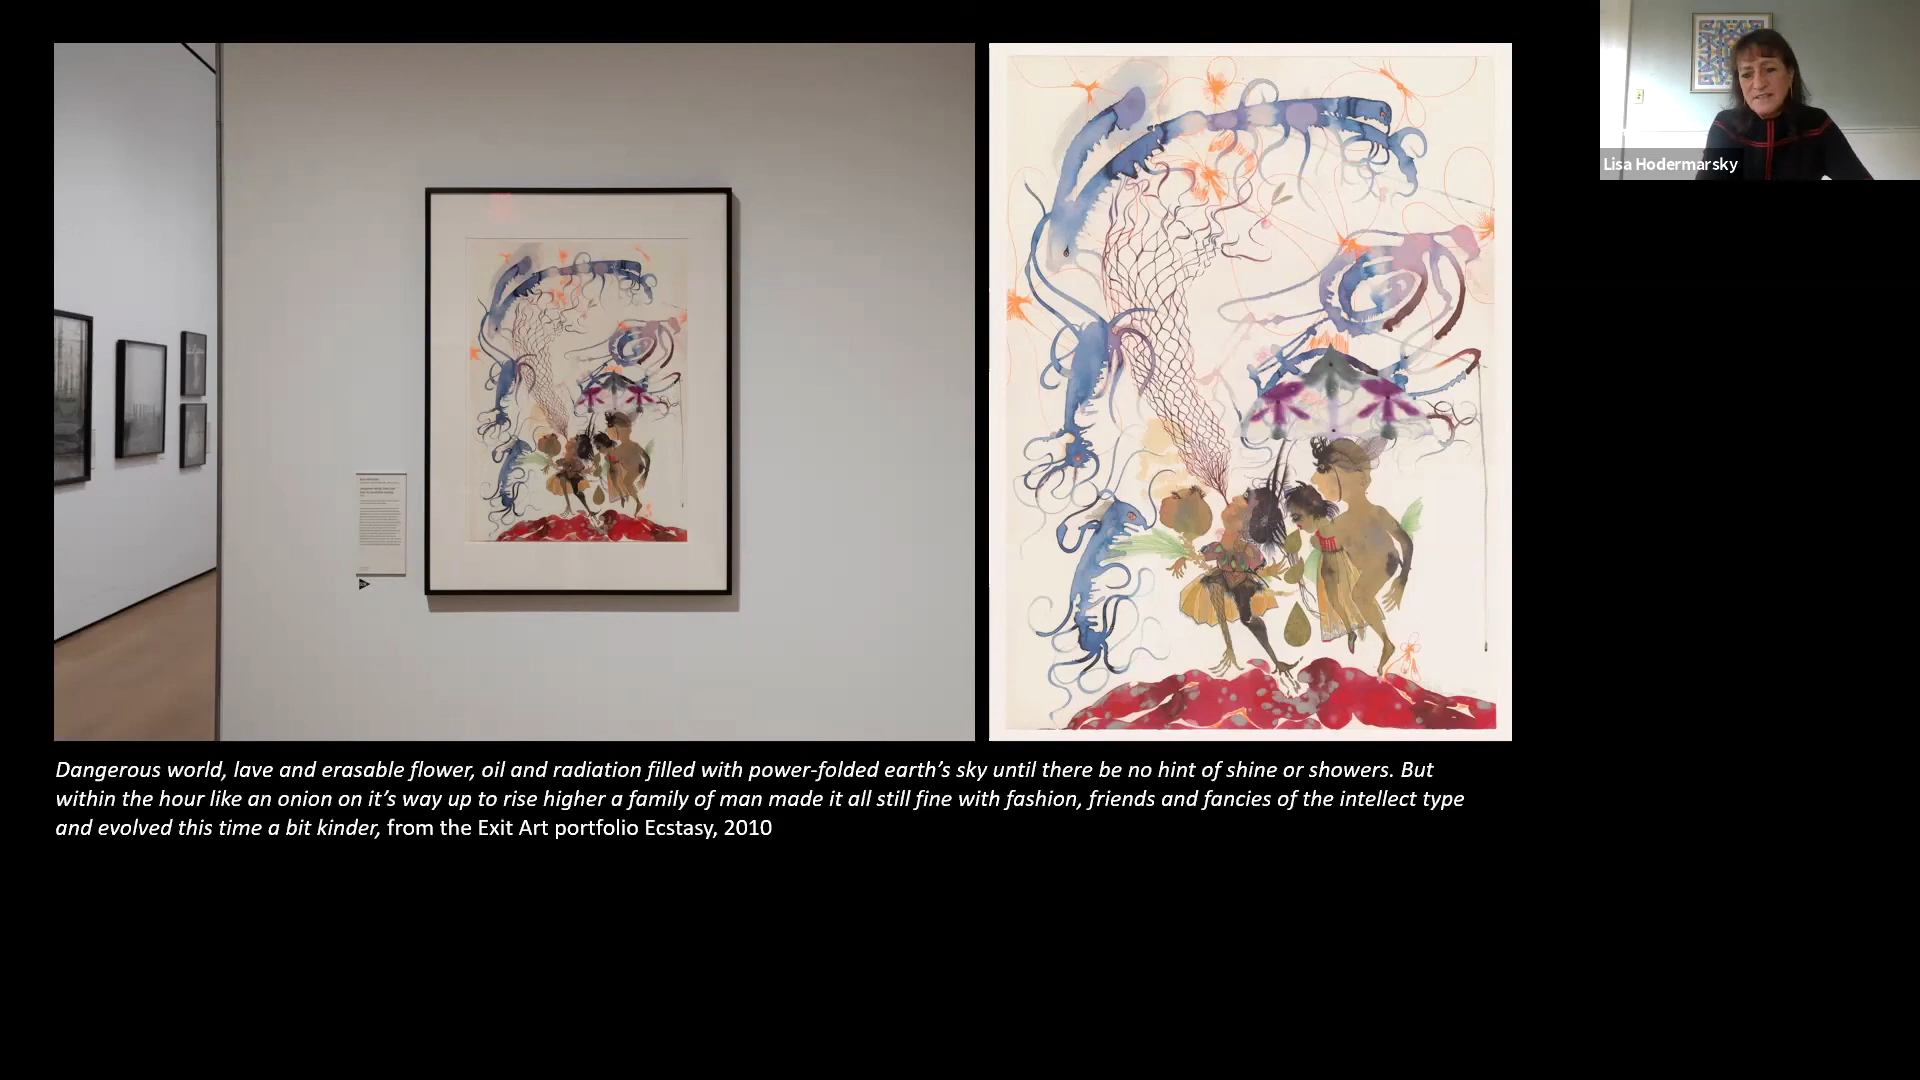 Lisa Hodermarsky
Dangerous world, lave and erasable flower, oil and radiation filled with power-folded earth’s sky until there be no hint of shine or showers. But
within the hour like an onion on it’s way up to rise higher a family of man made it all still fine with fashion, friends and fancies of the intellect type
and evolved this time a bit kinder, from the Exit Art portfolio Ecstasy, 2010